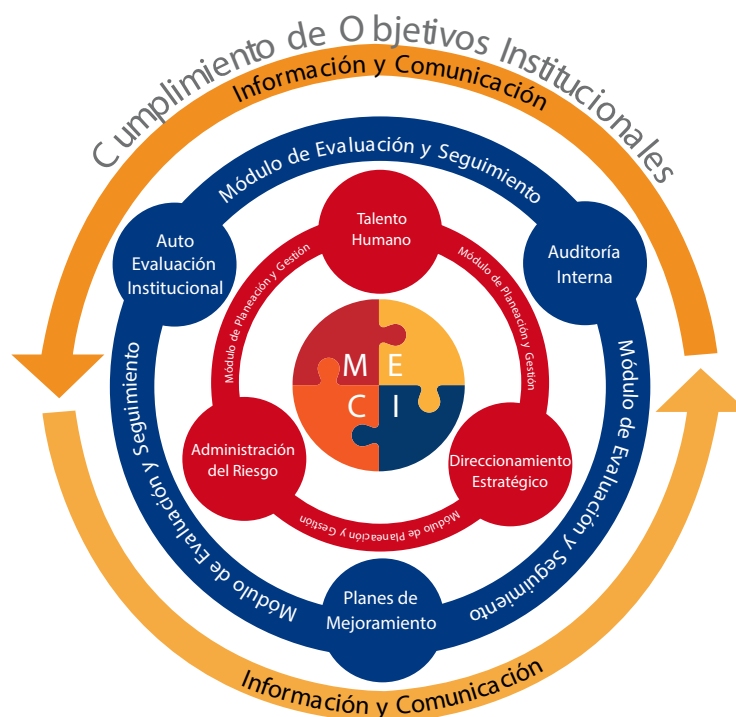 Cumplimiento de Objetivos Institucionales
Información y Comunicación
Módulo de Evaluación y Seguimiento
Talento
Humano
Auto
Evaluación
Institucional
Auditoría
Interna
Módulo de Planeación y Gestión
Módulo de Planeación y Gestión
M E
C I
Módulo de Evaluación y Seguimiento
Módulo de Evaluación y Seguimiento
Administración
del Riesgo
Direccionamiento
Estratégico
Módulo de Planeación y Gestión
Planes de
Mejoramiento
Información y Comunicación